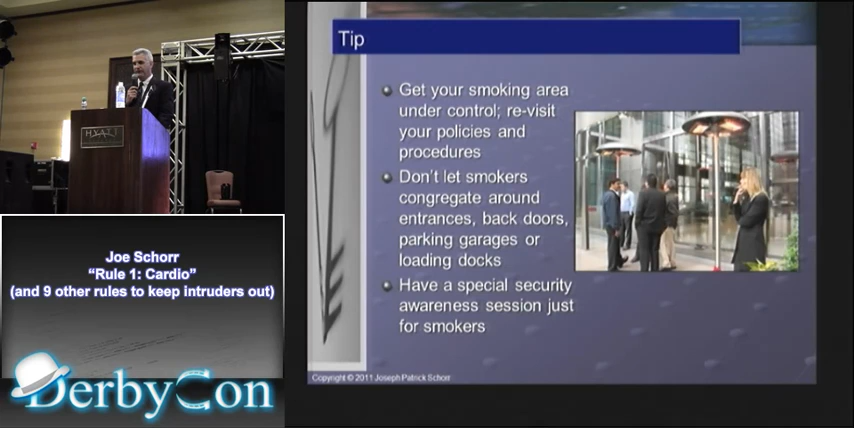 HYATT
Joe Schorr
“Rule 1: Cardio”
(and 9 other rules to keep intruders out)
DerbyCon
Tip
Get your smoking area
under control; re-visit
your policies and
procedures
Don't let smokers
congregate around
entrances, back doors,
parking garages or
loading docks
Have a special security
awareness session just
for smokers
Copyright © 2011 Joseph Patrick Schorr